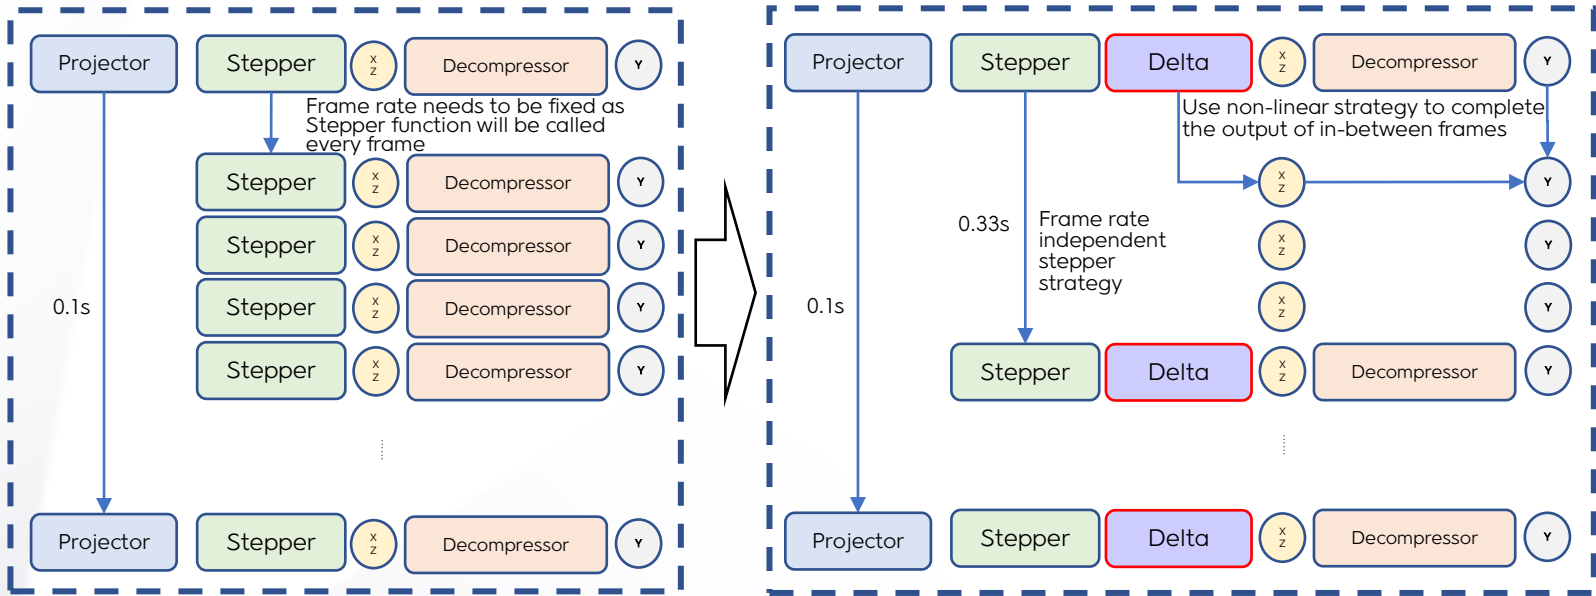 Projector
Stepper
X
Z
Decompressor
Y
Frame rate needs to be fixed as
Stepper function will be called
every frame
Stepper
X
Z
Decompressor
Y
Stepper
X
Z
Decompressor
Y
0.1s
Stepper
X
Z
Decompressor
Y
Stepper
X
Z
Decompressor
Y
Projector
Stepper
X
Z
Decompressor
Y
Projector
Stepper
Delta
X
Z
Decompressor
Y
Use non-linear strategy to complete
the output of in-between frames
X
Z
Y
0.33s
Frame rate
independent
stepper
strategy
X
Z
Y
0.1s
X
Z
Y
Stepper
Delta
X
Z
Decompressor
Y
Projector
Stepper
Delta
X
Z
Decompressor
Y